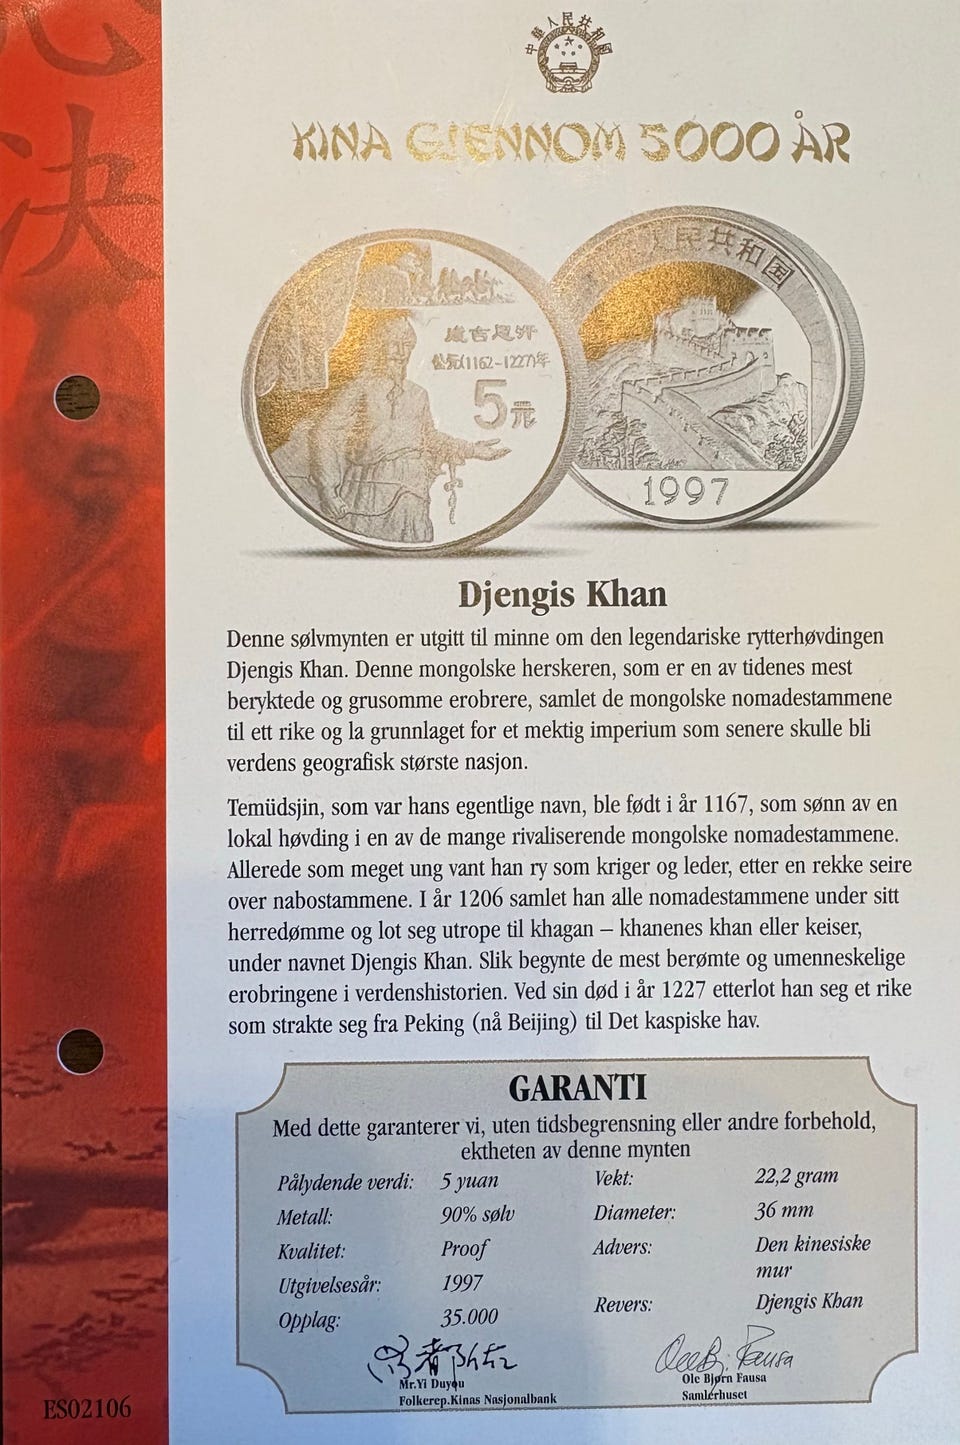 中華人民共和国
KINA GJENNOM 5000 ÅR
人民共和国
(1162-1227)年
5元
1997
Djengis Khan
Denne sølvmynten er utgitt til minne om den legendariske rytterhøvdingen
Djengis Khan. Denne mongolske herskeren, som er en av tidenes mest
beryktede og grusomme erobrere, samlet de mongolske nomadestammene
til ett rike og la grunnlaget for et mektig imperium som senere skulle bli
verdens geografisk største nasjon.
Temüdsjin, som var hans egentlige navn, ble født i år 1167, som sønn av en
lokal høvding i en av de mange rivaliserende mongolske nomadestammene.
Allerede som meget ung vant han ry som kriger og leder, etter en rekke seire
over nabostammene. I år 1206 samlet han alle nomadestammene under sitt
herredømme og lot seg utrope til khagan – khanenes khan eller keiser,
under navnet Djengis Khan. Slik begynte de mest berømte og umenneskelige
erobringene i verdenshistorien. Ved sin død i år 1227 etterlot han seg et rike
som strakte seg fra Peking (nå Beijing) til Det kaspiske hav.
GARANTI
Med dette garanterer vi, uten tidsbegrensning eller andre forbehold,
ektheten av denne mynten
Pålydende verdi: 5 yuan
Metall: 90% sølv
Kvalitet: Proof
Utgivelsesår: 1997
Opplag: 35.000
Vekt: 22,2 gram
Diameter: 36 mm
Advers: Den kinesiske
mur
Revers: Djengis Khan
Mr.Yi Duyou
Folkerep.Kinas Nasjonalbank
Ole Bj. Fausa
Ole Bjørn Fausa
Samlerhuset
ES02106
決